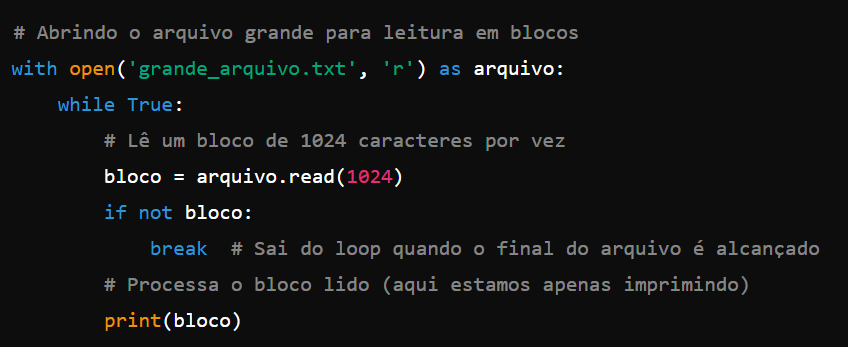 # Abrindo o arquivo grande para leitura em blocos
with open('grande_arquivo.txt', 'r') as arquivo:
    while True:
        # Lê um bloco de 1024 caracteres por vez
        bloco = arquivo.read(1024)
        if not bloco:
            break  # Sai do loop quando o final do arquivo é alcançado
        # Processa o bloco lido (aqui estamos apenas imprimindo)
        print(bloco)